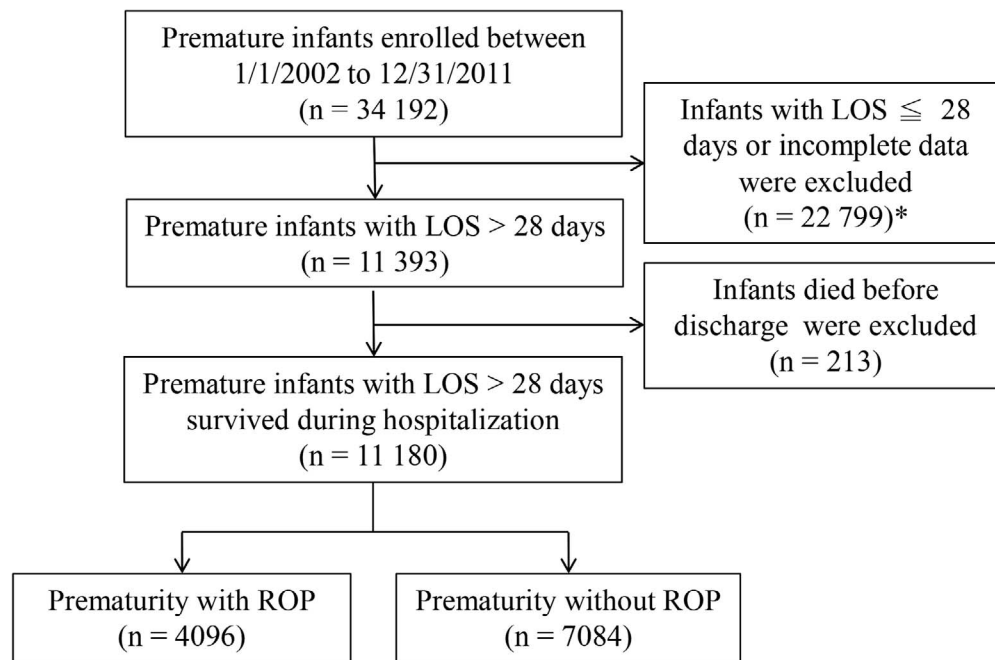 Premature infants enrolled between
1/1/2002 to 12/31/2011
(n = 34 192)
Infants with LOS ≦ 28
days or incomplete data
were excluded
(n = 22 799)*
Premature infants with LOS > 28 days
(n = 11 393)
Infants died before
discharge were excluded
(n = 213)
Premature infants with LOS > 28 days
survived during hospitalization
(n = 11 180)
Prematurity with ROP
(n = 4096)
Prematurity without ROP
(n = 7084)